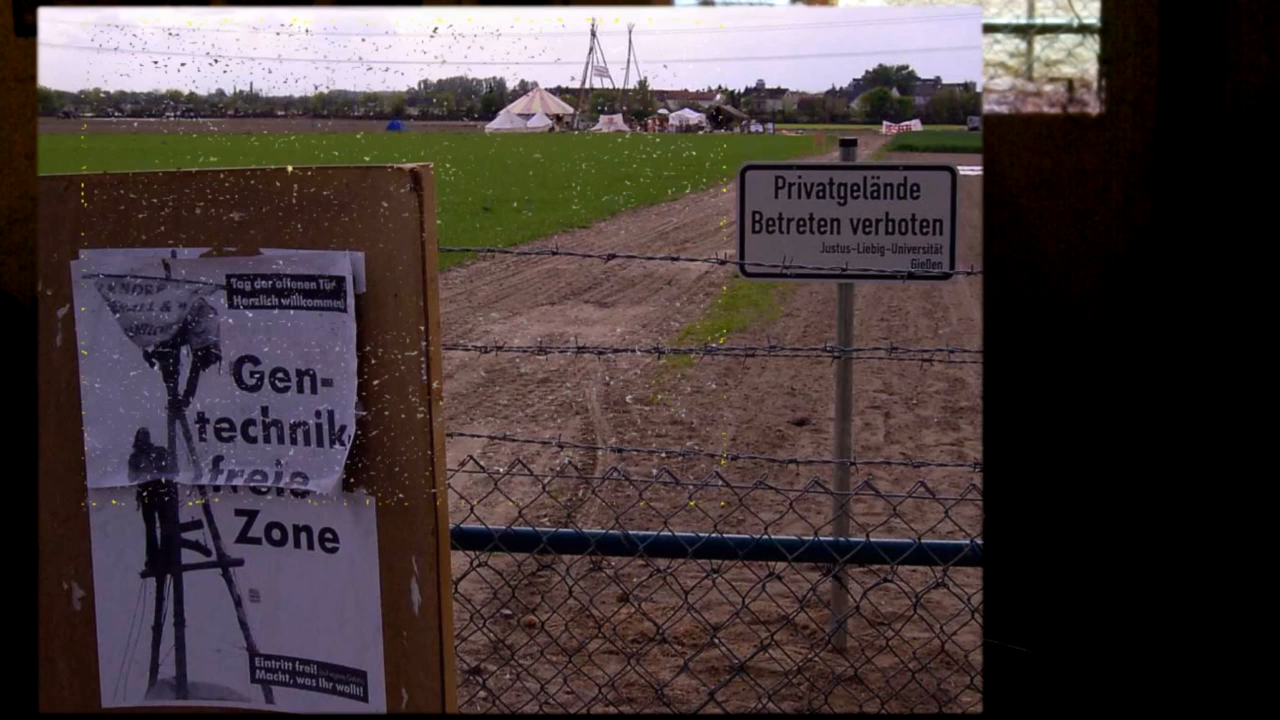 Tag der offenen Tür
Herzlich willkommen
Gen-
technik
freie
Zone
Eintritt frei!
Macht, was Ihr wollt!
Privatgelände
Betreten verboten
Justus-Liebig-Universität
Gießen